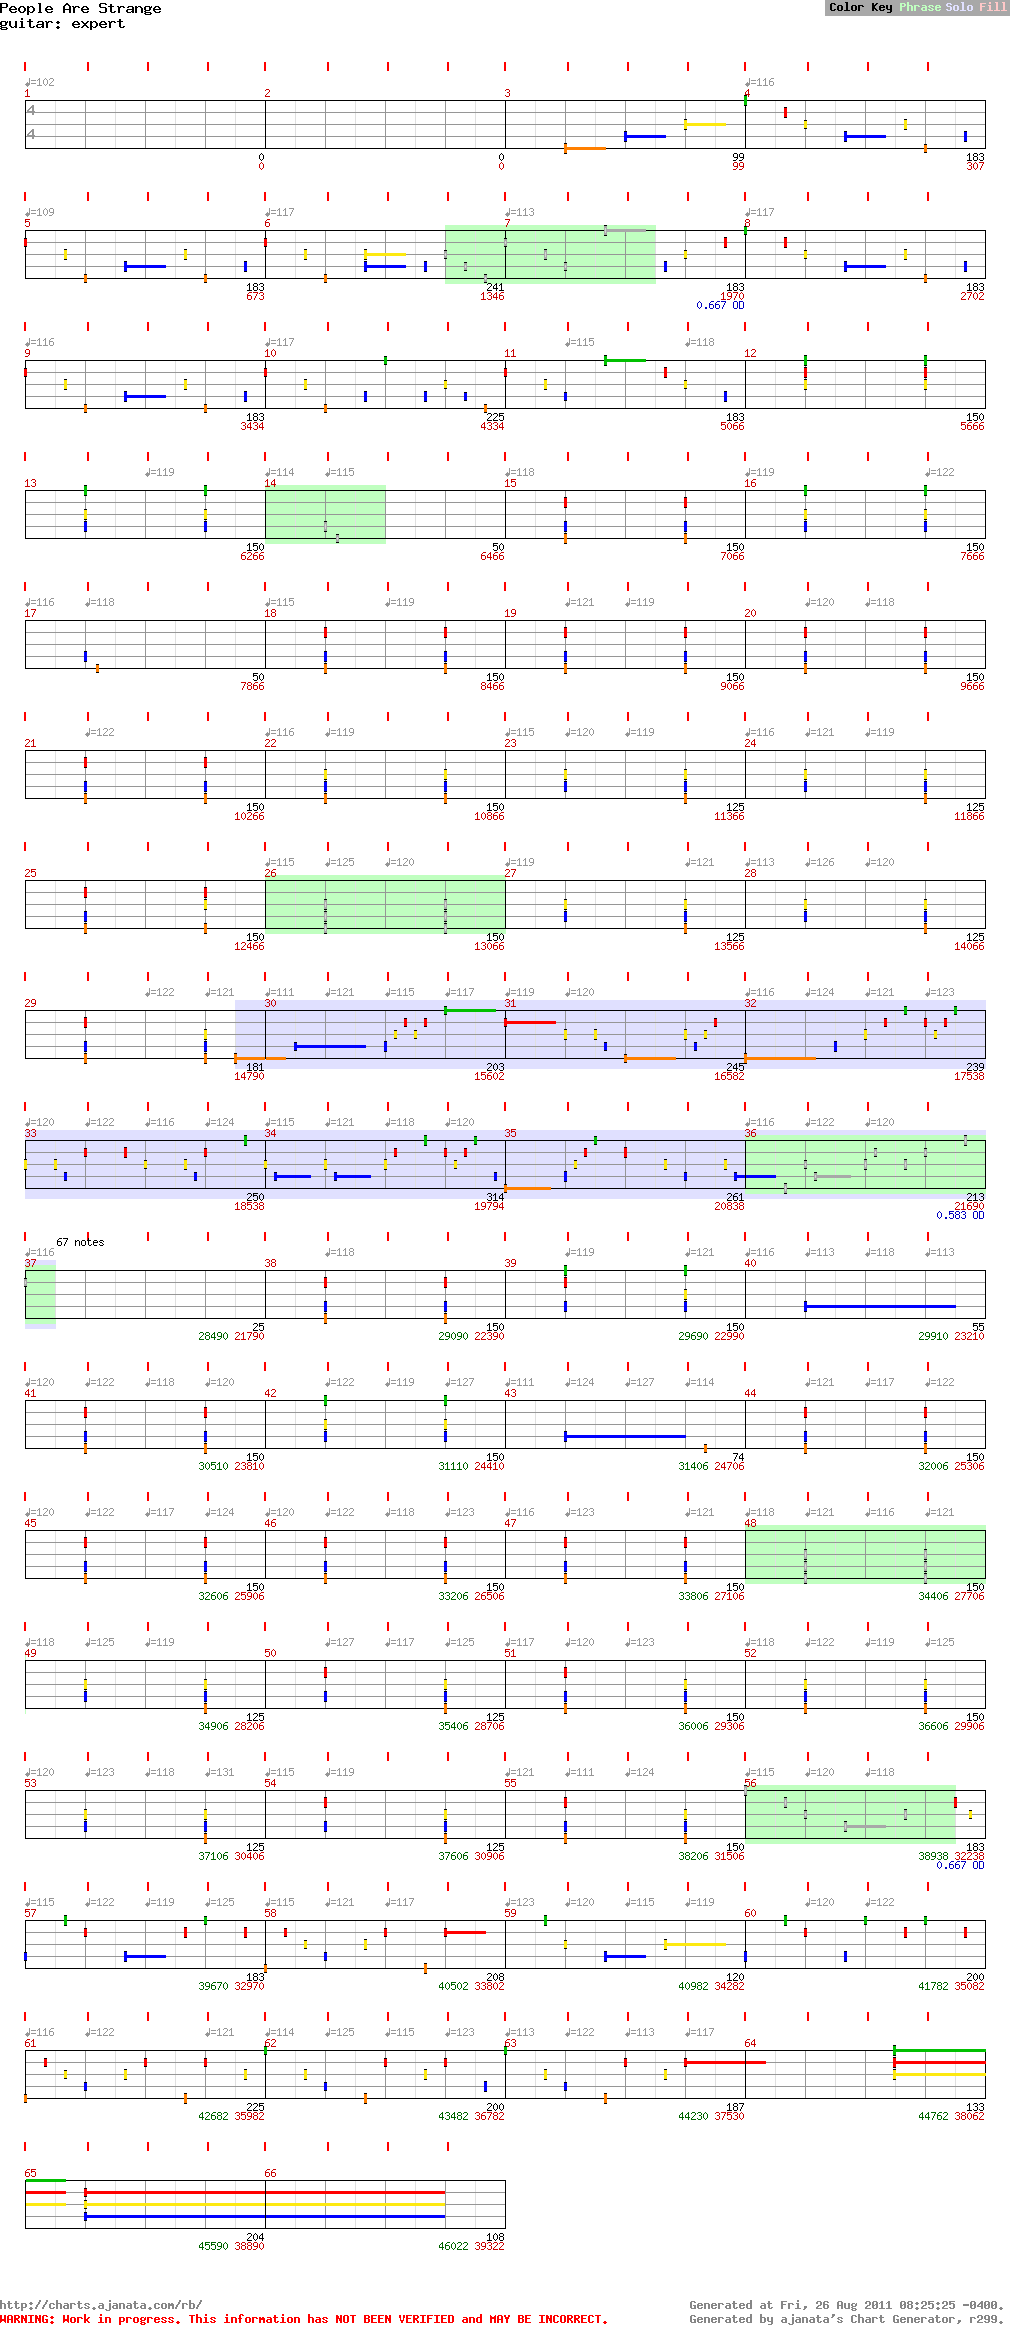 People Are Strange
guitar: expert
Color Key Phrase Solo Fill
♩=102 ♩=116
1 2 3 4
4
4
0 0 99 183
0 0 99 307
♩=109 ♩=117 ♩=113 ♩=117
5 6 7 8
183 241 183 183
673 1346 1970 2702
0.667 OD
♩=116 ♩=117 ♩=115 ♩=118
9 10 11 12
183 225 183 150
3434 4334 5066 5666
♩=119 ♩=114 ♩=115 ♩=118 ♩=119 ♩=122
13 14 15 16
150 50 150 150
6266 6466 7066 7666
♩=116 ♩=118 ♩=115 ♩=119 ♩=121 ♩=119 ♩=120 ♩=118
17 18 19 20
50 150 150 150
7866 8466 9066 9666
♩=122 ♩=116 ♩=119 ♩=115 ♩=120 ♩=119 ♩=116 ♩=121 ♩=119
21 22 23 24
150 150 125 125
10266 10866 11366 11866
♩=115 ♩=125 ♩=120 ♩=119 ♩=121 ♩=113 ♩=126 ♩=120
25 26 27 28
150 150 125 125
12466 13066 13566 14066
♩=122 ♩=121 ♩=111 ♩=121 ♩=115 ♩=117 ♩=119 ♩=120 ♩=116 ♩=124 ♩=121 ♩=123
29 30 31 32
181 203 245 239
14790 15602 16582 17538
♩=120 ♩=122 ♩=116 ♩=124 ♩=115 ♩=121 ♩=118 ♩=120 ♩=116 ♩=122 ♩=120
33 34 35 36
250 314 261 213
18538 19794 20838 21690
0.583 OD
67 notes
♩=116 ♩=118 ♩=119 ♩=121 ♩=113 ♩=118 ♩=113
37 38 39 40
25 150 150 55
28490 21790 29090 22390 29690 22990 29910 23210
♩=120 ♩=122 ♩=118 ♩=120 ♩=122 ♩=119 ♩=127 ♩=111 ♩=124 ♩=127 ♩=114 ♩=121 ♩=117 ♩=122
41 42 43 44
150 150 74 150
30510 23810 31110 24410 31406 24706 32006 25306
♩=120 ♩=122 ♩=117 ♩=124 ♩=120 ♩=122 ♩=118 ♩=123 ♩=116 ♩=123 ♩=121 ♩=118 ♩=121 ♩=116 ♩=121
45 46 47 48
150 150 150 150
32606 25906 33206 26506 33806 27106 34406 27706
♩=118 ♩=125 ♩=119 ♩=127 ♩=117 ♩=125 ♩=117 ♩=120 ♩=123 ♩=118 ♩=122 ♩=119 ♩=125
49 50 51 52
125 125 150 150
34906 28206 35406 28706 36006 29306 36606 29906
♩=120 ♩=123 ♩=118 ♩=131 ♩=115 ♩=119 ♩=121 ♩=111 ♩=124 ♩=115 ♩=120 ♩=118
53 54 55 56
125 125 150 183
37106 30406 37606 30906 38206 31506 38938 32238
0.667 OD
♩=115 ♩=122 ♩=119 ♩=125 ♩=115 ♩=121 ♩=117 ♩=123 ♩=120 ♩=115 ♩=119 ♩=120 ♩=122
57 58 59 60
183 208 120 200
39670 32970 40502 33802 40982 34282 41782 35082
♩=116 ♩=122 ♩=121 ♩=114 ♩=125 ♩=115 ♩=123 ♩=113 ♩=122 ♩=113 ♩=117
61 62 63 64
225 200 187 133
42682 35982 43482 36782 44230 37530 44762 38062
65 66
204 108
45590 38890 46022 39322
http://charts.ajanata.com/rb/
WARNING: Work in progress. This information has NOT BEEN VERIFIED and MAY BE INCORRECT.
Generated at Fri, 26 Aug 2011 08:25:25 -0400.
Generated by ajanata's Chart Generator, r299.